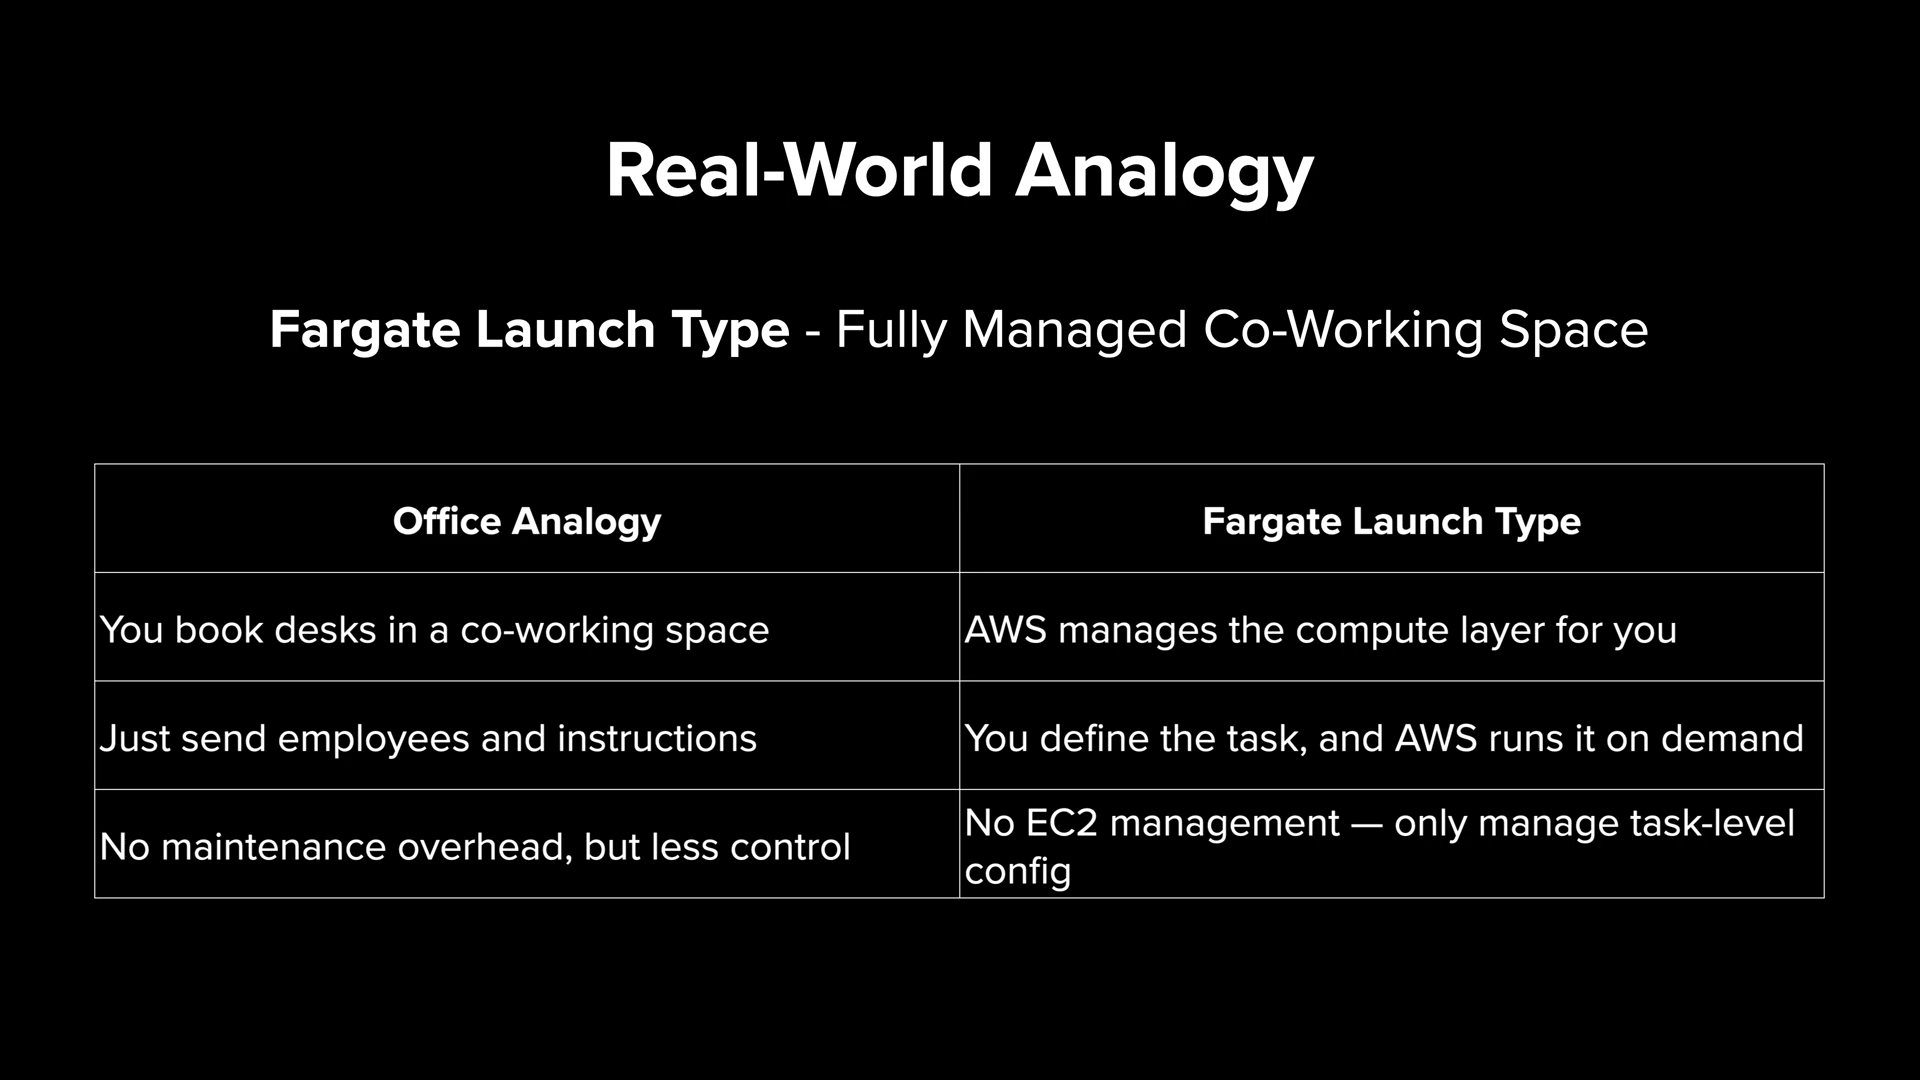 Real-World Analogy
Fargate Launch Type - Fully Managed Co-Working Space
Office Analogy
Fargate Launch Type
You book desks in a co-working space
AWS manages the compute layer for you
Just send employees and instructions
You define the task, and AWS runs it on demand
No maintenance overhead, but less control
No EC2 management — only manage task-level
config